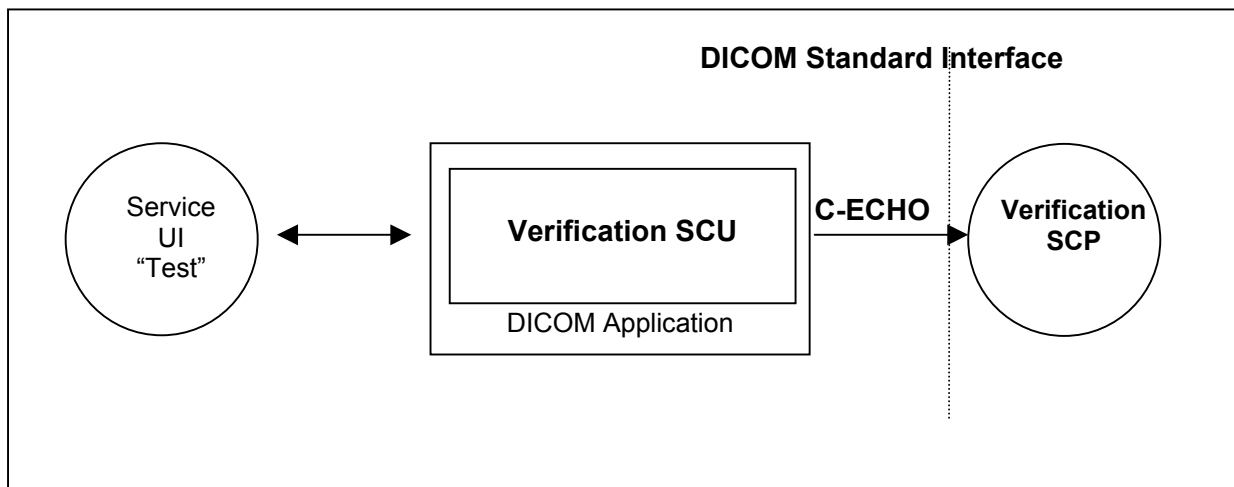 DICOM Standard Interface
Service
UI
“Test”
Verification SCU
DICOM Application
C-ECHO
Verification
SCP